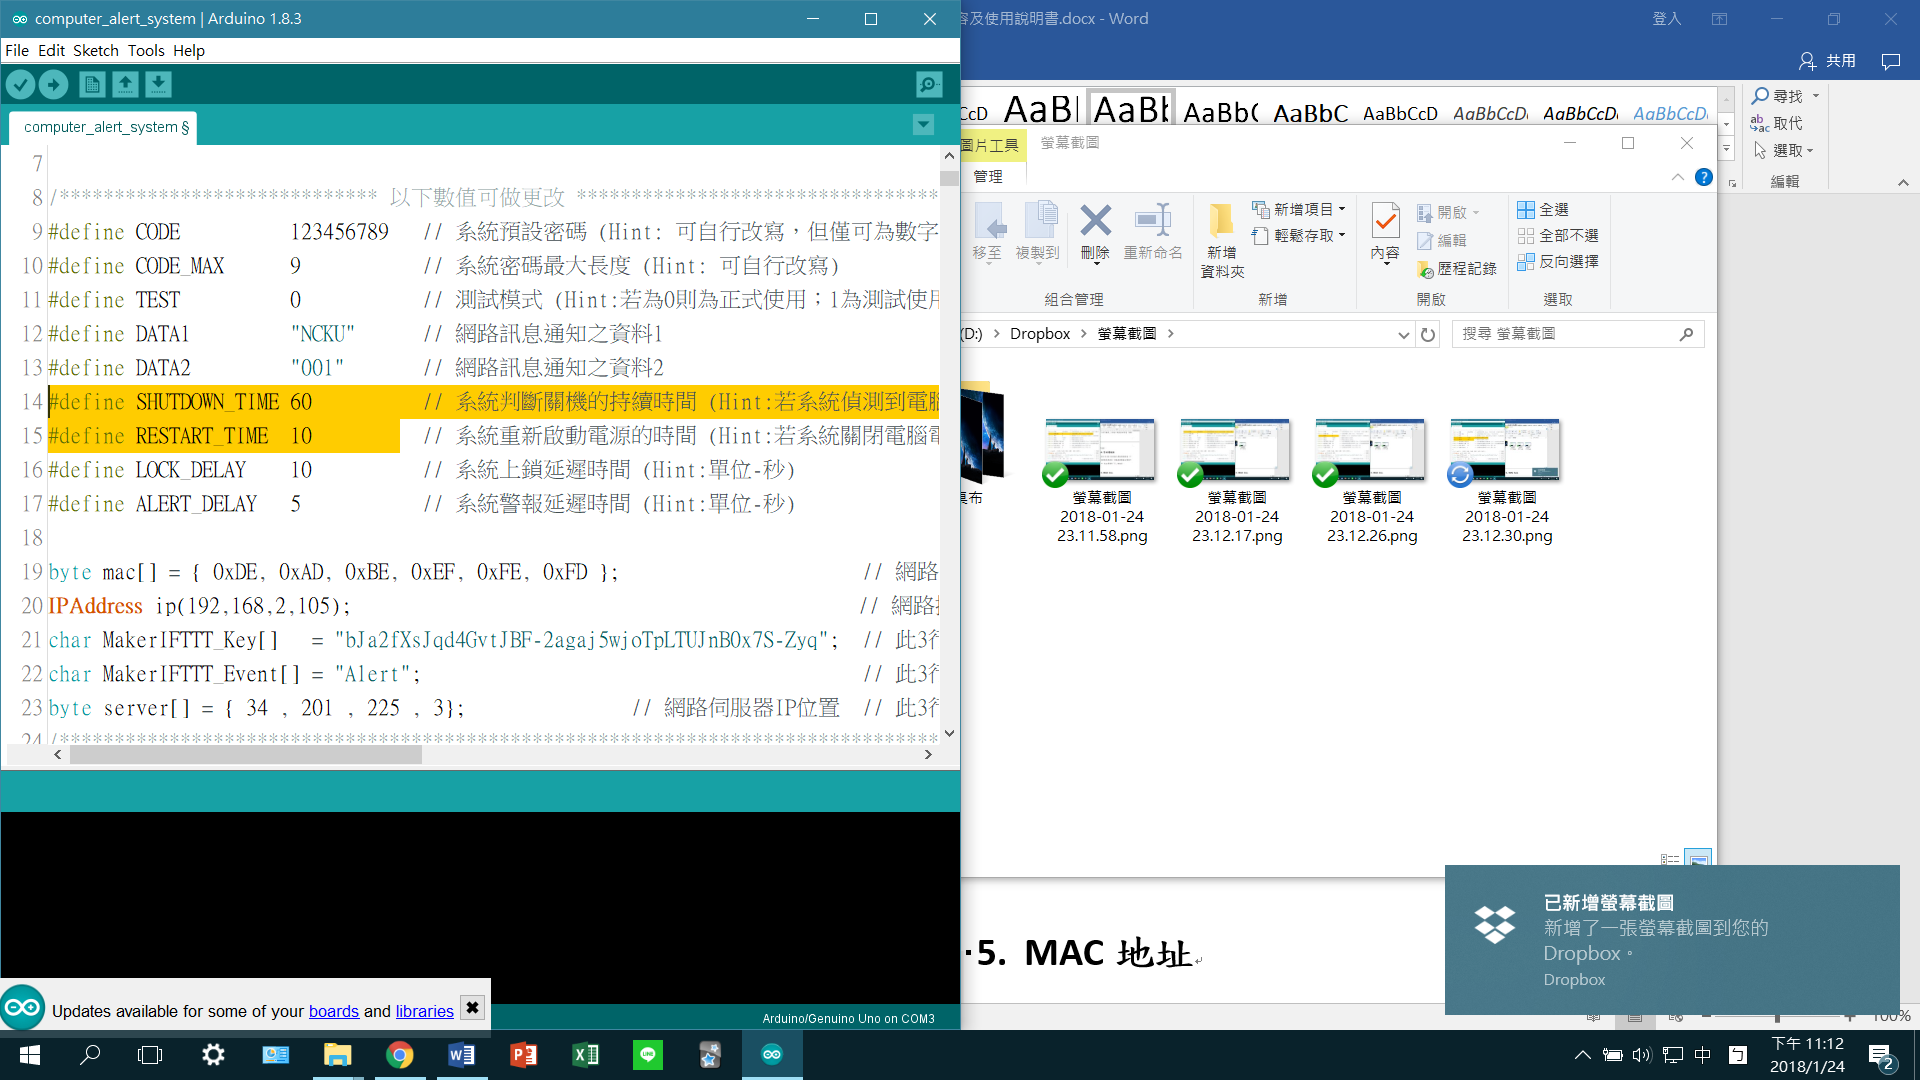 computer_alert_system | Arduino 1.8.3
File Edit Sketch Tools Help
computer_alert_system §
7
8 /***************************** 以下數值可做更改 *********************************
9 #define CODE 123456789 // 系統預設密碼 (Hint: 可自行改寫，但僅可為數字
10 #define CODE_MAX 9 // 系統密碼最大長度 (Hint: 可自行改寫)
11 #define TEST 0 // 測試模式 (Hint:若為0則為正式使用；1為測試使用
12 #define DATA1 "NCKU" // 網路訊息通知之資料1
13 #define DATA2 "001" // 網路訊息通知之資料2
14 #define SHUTDOWN_TIME 60 // 系統判斷關機的持續時間 (Hint:若系統偵測到電腦
15 #define RESTART_TIME 10 // 系統重新啟動電源的時間 (Hint:若系統關閉電腦電
16 #define LOCK_DELAY 10 // 系統上鎖延遲時間 (Hint:單位-秒)
17 #define ALERT_DELAY 5 // 系統警報延遲時間 (Hint:單位-秒)
18
19 byte mac[] = { 0xDE, 0xAD, 0xBE, 0xEF, 0xFE, 0xFD }; // 網路
20 IPAddress ip(192,168,2,105); // 網路
21 char MakerIFTTT_Key[] = "bJa2fXsJqd4GvtJBF-2agaj5wjoTpLTUJnB0x7S-Zyq"; // 此3行
22 char MakerIFTTT_Event[] = "Alert"; // 此3行
23 byte server[] = { 34 , 201 , 225 , 3}; // 網路伺服器IP位置 // 此3行
24 /********************************************************************************
Updates available for some of your boards and libraries
Arduino/Genuino Uno on COM3
容及使用說明書.docx - Word
登入
共用
CcD AaB AaBb AaBb( AaBbC AaBbCcD AaBbCcD AaBbCcD AaBbCcD
尋找
取代
選取
編輯
圖片工具 螢幕截圖
管理
移至 複製到 刪除 重新命名
組合管理
新增
資料夾
新增項目
輕鬆存取
新增
內容
開啟
編輯
歷程記錄
開啟
全選
全部不選
反向選擇
選取
(D:) Dropbox 螢幕截圖
搜尋 螢幕截圖
桌布
螢幕截圖
2018-01-24
23.11.58.png
螢幕截圖
2018-01-24
23.12.17.png
螢幕截圖
2018-01-24
23.12.26.png
螢幕截圖
2018-01-24
23.12.30.png
5. MAC 地址
已新增螢幕截圖
新增了一張螢幕截圖到您的
Dropbox。
Dropbox
100%
中
下午 11:12
2018/1/24
2